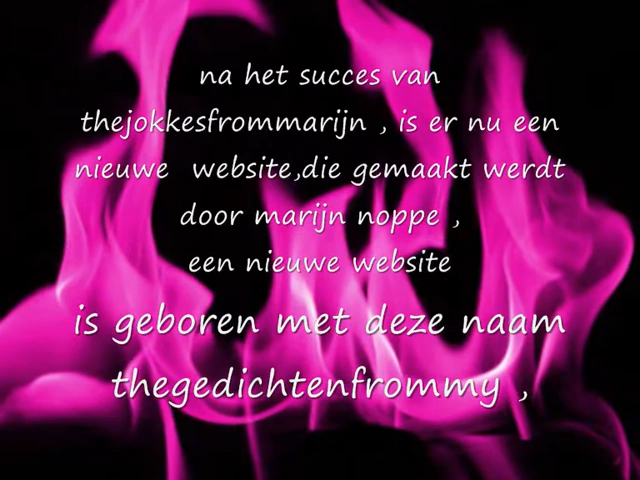 na het succes van
thejokkesfrommarijn , is er nu een
nieuwe website,die gemaakt werdt
door marijn noppe ,
een nieuwe website
is geboren met deze naam
thegedichtenfrommy ,